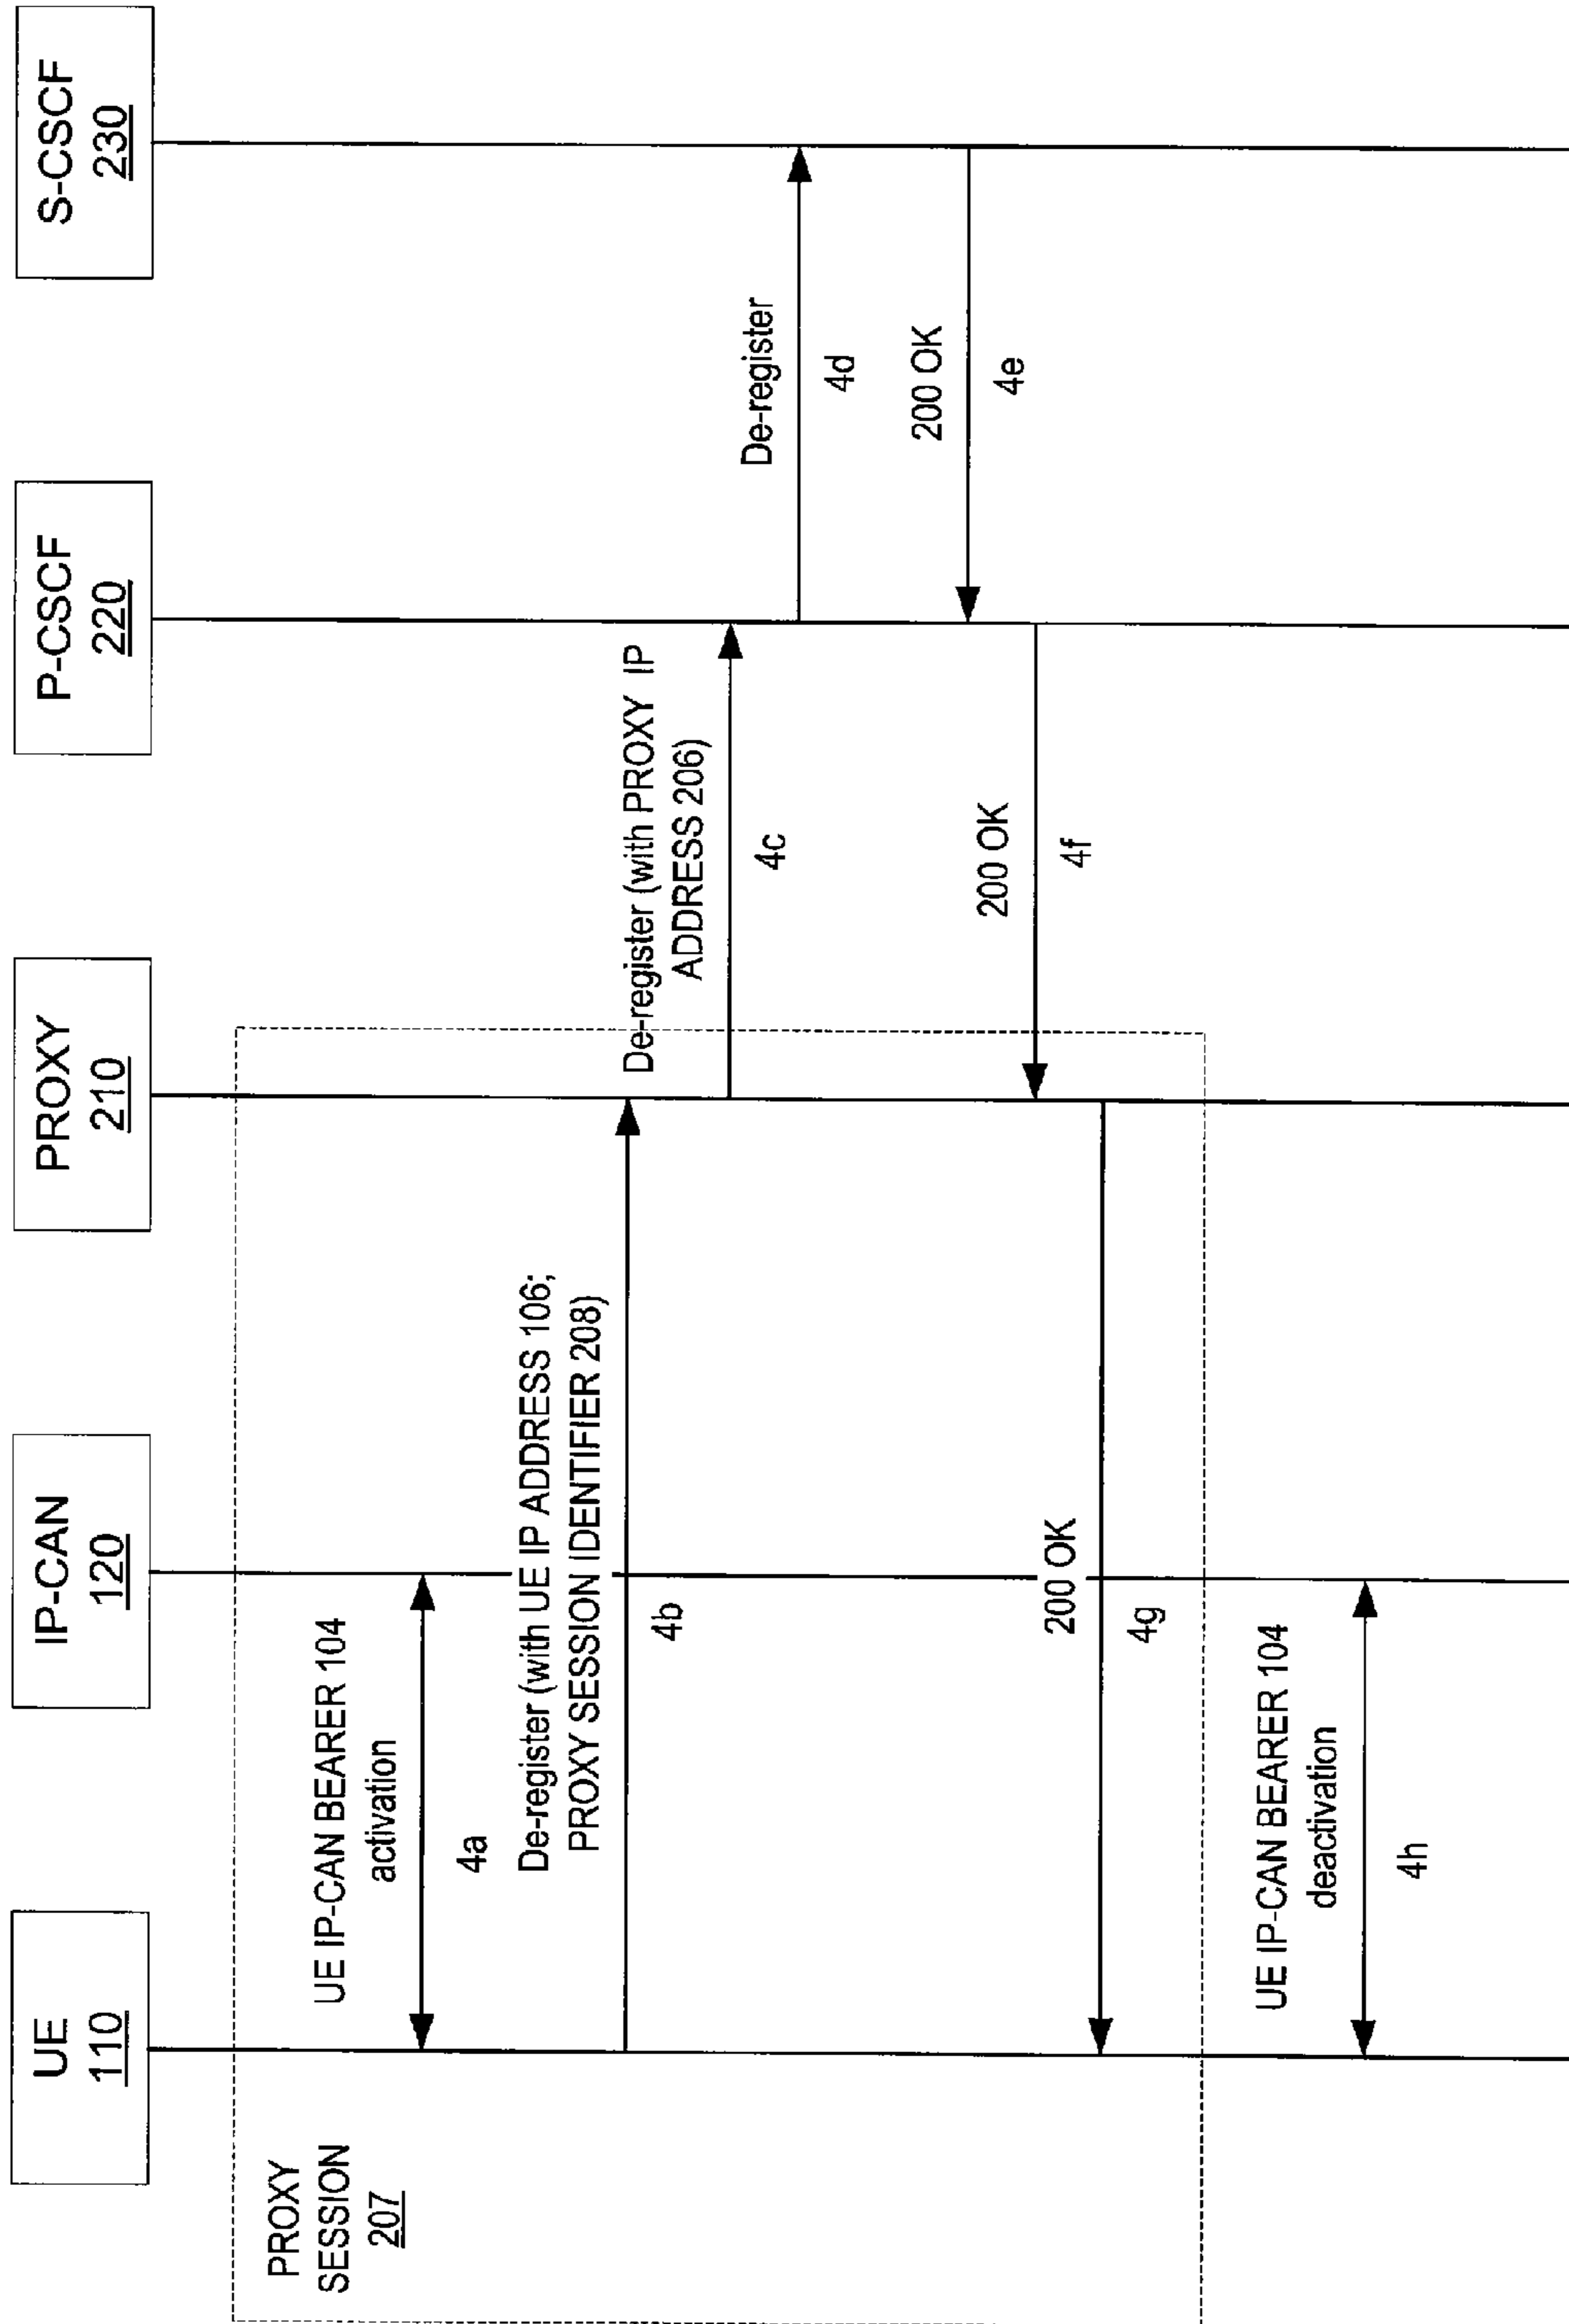 UE
110
IP-CAN
120
PROXY
210
P-CSCF
220
S-CSCF
230
PROXY
SESSION
207
UE IP-CAN BEARER 104
activation
4a
De-register (with UE IP ADDRESS 106;
PROXY SESSION IDENTIFIER 208)
4b
De-register (with PROXY IP
ADDRESS 206)
4c
De-register
4d
200 OK
4e
200 OK
4f
200 OK
4g
UE IP-CAN BEARER 104
deactivation
4h